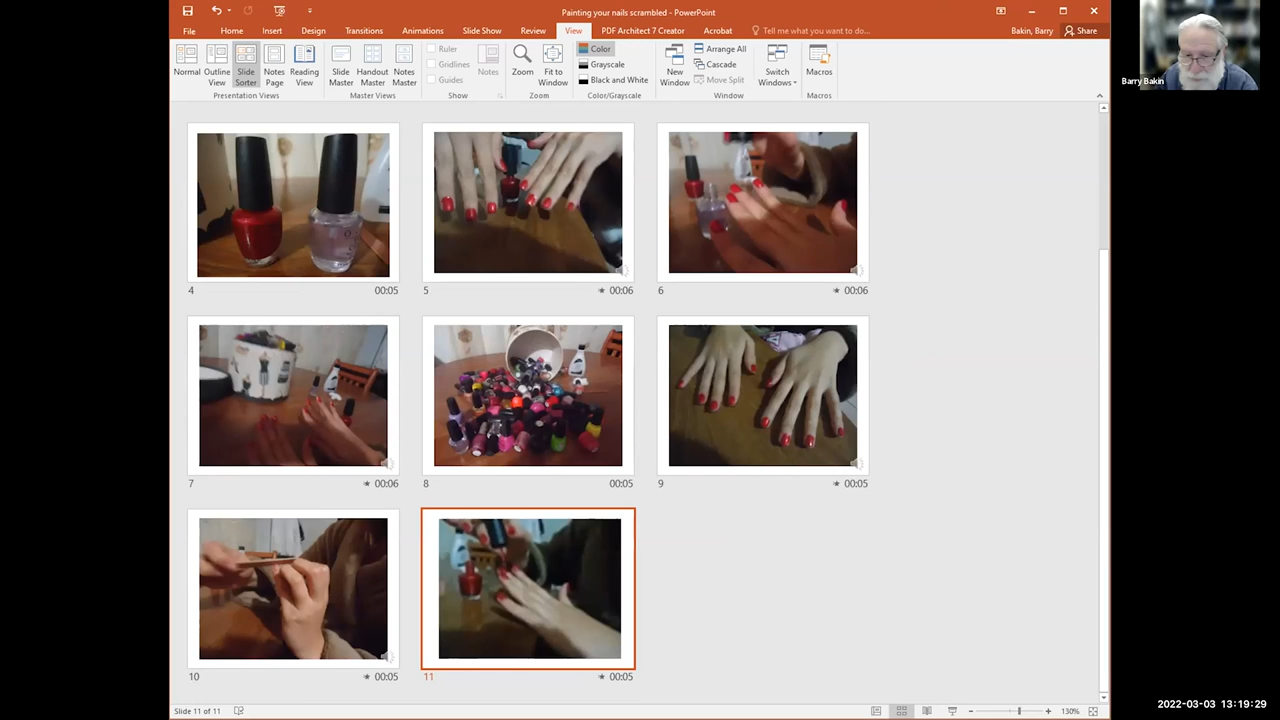 Painting your nails scrambled - PowerPoint
File Home Insert Design Transitions Animations Slide Show Review View PDF Architect 7 Creator Acrobat Tell me what you want to do... Bakin, Barry Share
Normal Outline View Slide Sorter Notes Page Reading View
Presentation Views
Slide Master Handout Master Notes Master
Master Views
Ruler
Gridlines
Guides
Notes
Show
Zoom Fit to Window
Zoom
Color
Grayscale
Black and White
Color/Grayscale
New Window
Arrange All
Cascade
Move Split
Switch Windows
Window
Macros
Macros
Barry Bakin
4 00:05
5 00:06
6 00:06
7 00:06
8 00:05
9 00:05
10 00:05
11 00:05
Slide 11 of 11
130%
2022-03-03 13:19:29